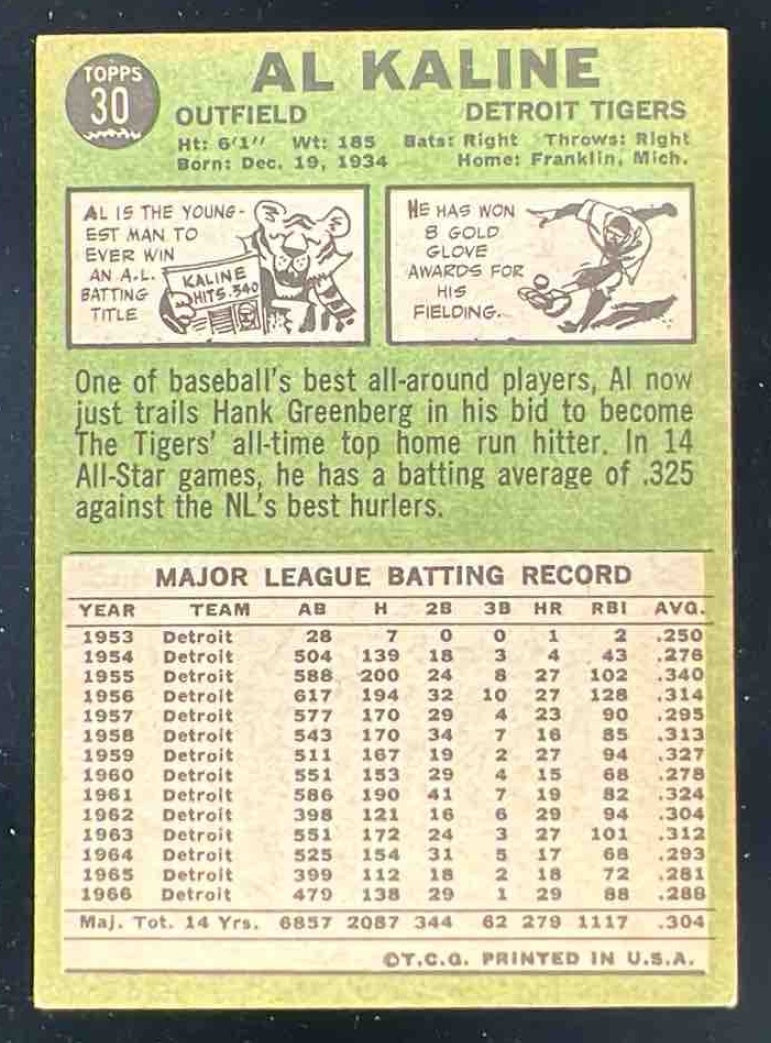 TOPPS
30
AL KALINE
OUTFIELD DETROIT TIGERS
Ht: 6'1" Wt: 185 Bats: Right Throws: Right
Born: Dec. 19, 1934 Home: Franklin, Mich.
AL IS THE YOUNG-
EST MAN TO
EVER WIN
AN A.L.
BATTING
TITLE
KALINE
HITS .340
HE HAS WON
8 GOLD
GLOVE
AWARDS FOR
HIS
FIELDING.
One of baseball's best all-around players, Al now
just trails Hank Greenberg in his bid to become
The Tigers' all-time top home run hitter. In 14
All-Star games, he has a batting average of .325
against the NL's best hurlers.
MAJOR LEAGUE BATTING RECORD
YEAR TEAM AB H 2B 3B HR RBI AVG.
1953 Detroit 28 7 0 0 1 2 .250
1954 Detroit 504 139 18 3 4 43 .276
1955 Detroit 588 200 24 8 27 102 .340
1956 Detroit 617 194 32 10 27 128 .314
1957 Detroit 577 170 29 4 23 90 .295
1958 Detroit 543 170 34 7 16 85 .313
1959 Detroit 511 167 19 2 27 94 .327
1960 Detroit 551 153 29 4 15 68 .278
1961 Detroit 586 190 41 7 19 82 .324
1962 Detroit 398 121 16 6 29 94 .304
1963 Detroit 551 172 24 3 27 101 .312
1964 Detroit 525 154 31 5 17 68 .293
1965 Detroit 399 112 18 2 18 72 .281
1966 Detroit 479 138 29 1 29 88 .288
Maj. Tot. 14 Yrs. 6857 2087 344 62 279 1117 .304
©T.C.G. PRINTED IN U.S.A.